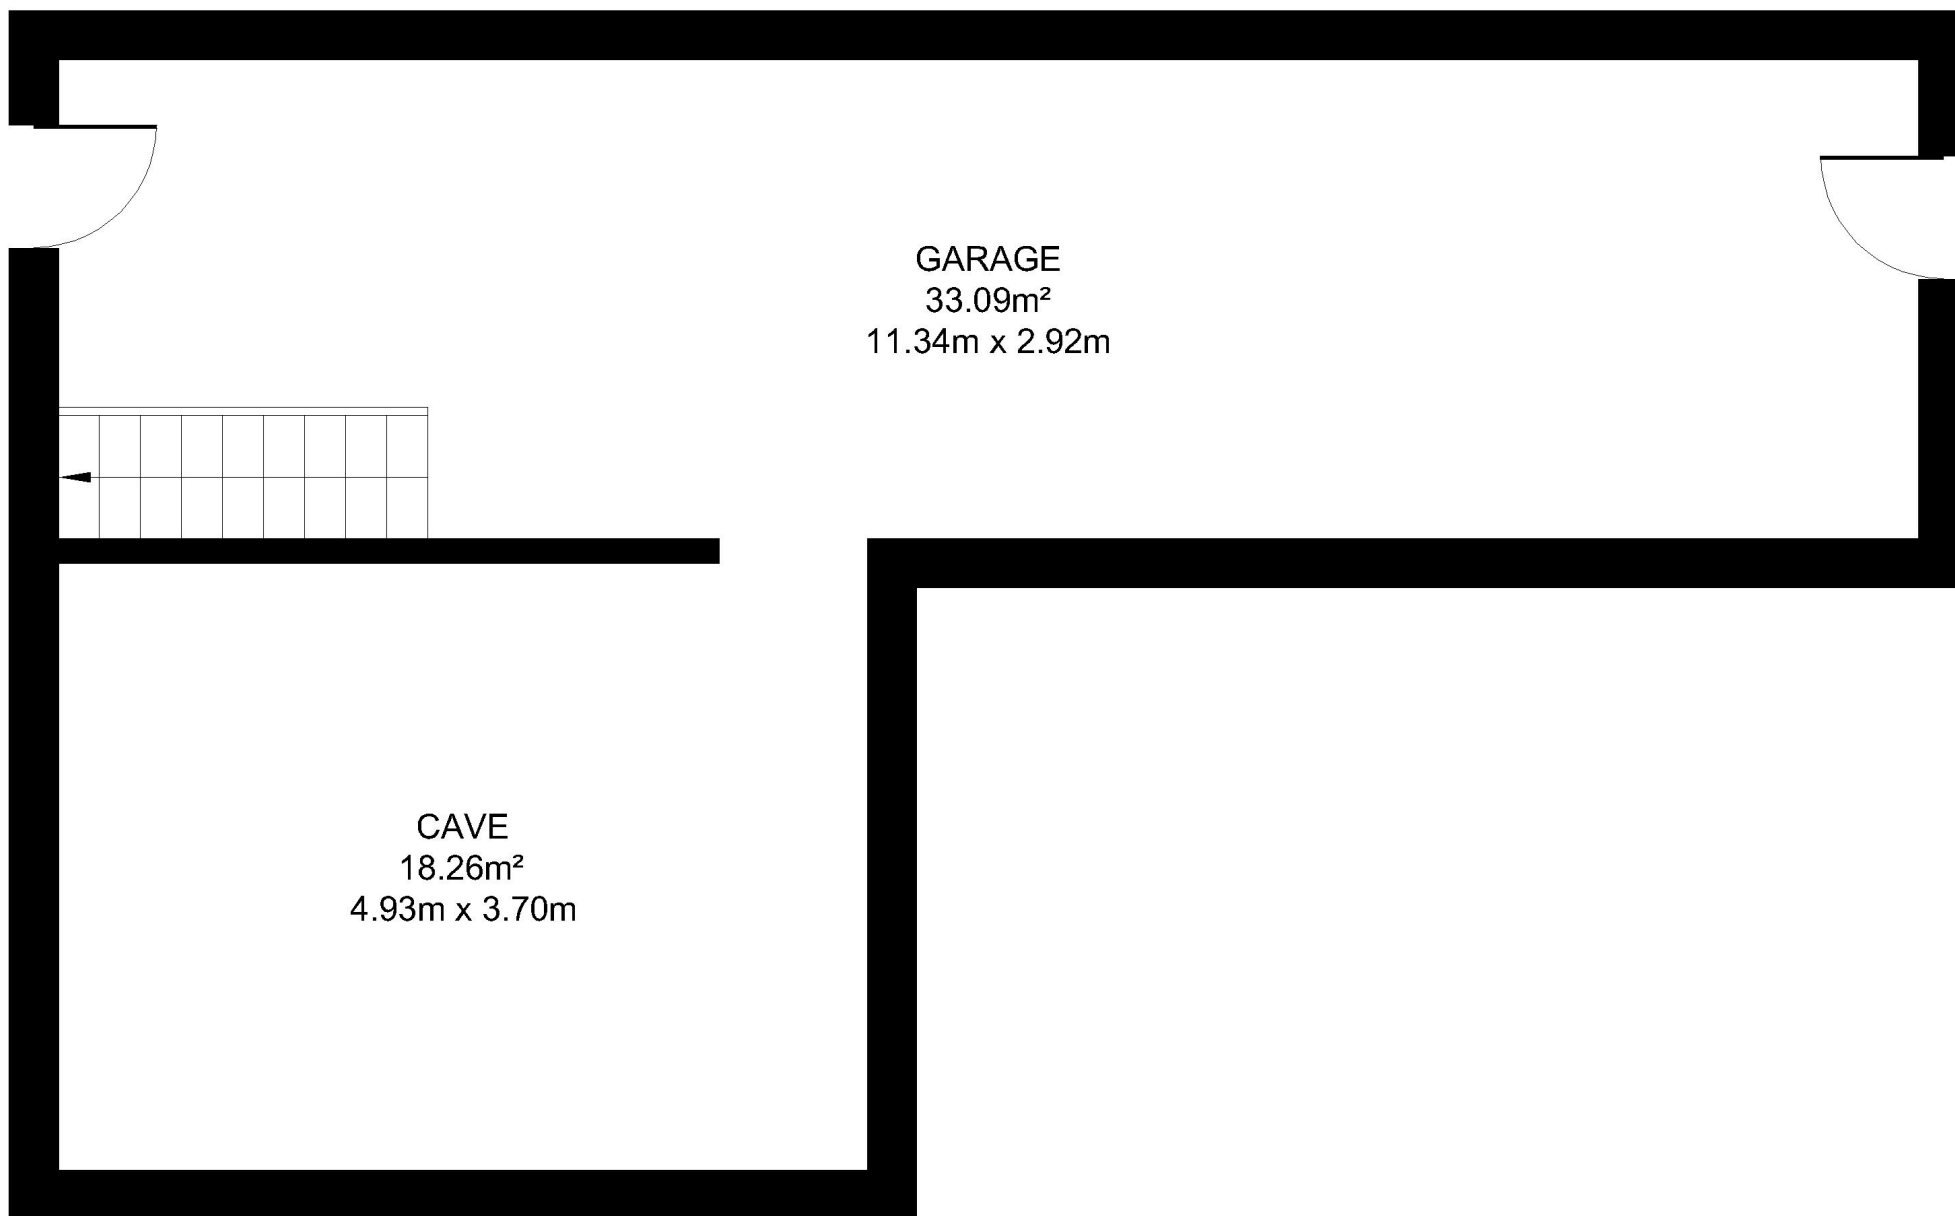 GARAGE
33.09m²
11.34m x 2.92m
CAVE
18.26m²
4.93m x 3.70m